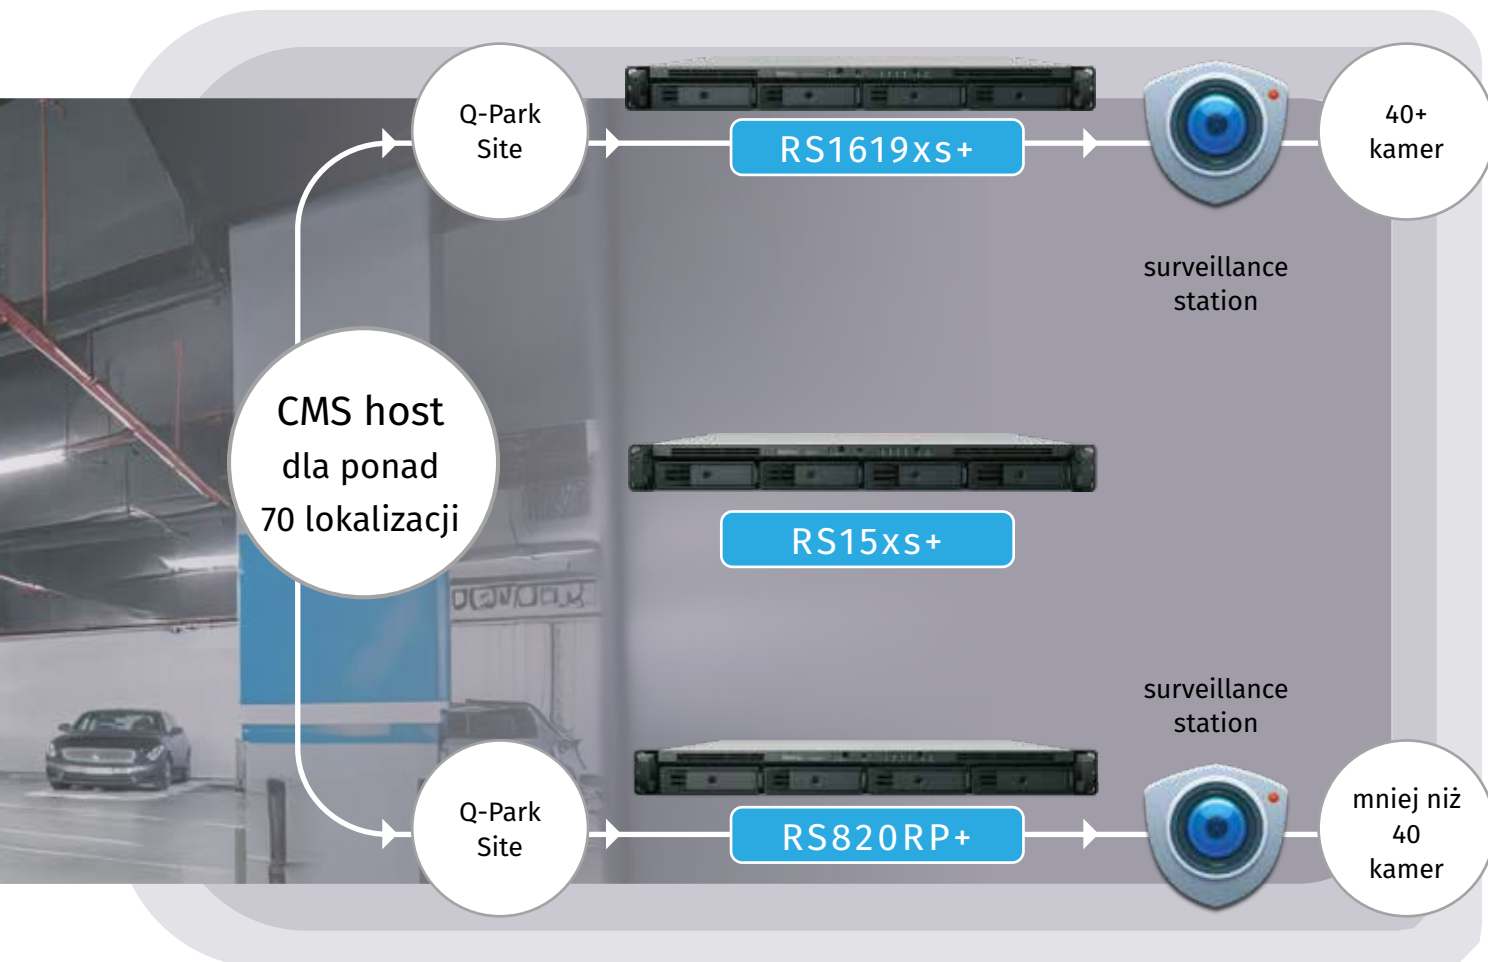 Q-Park
Site
RS1619xs+
40+
kamer
surveillance
station
CMS host
dla ponad
70 lokalizacji
RS15xs+
surveillance
station
Q-Park
Site
RS820RP+
mniej niż
40
kamer